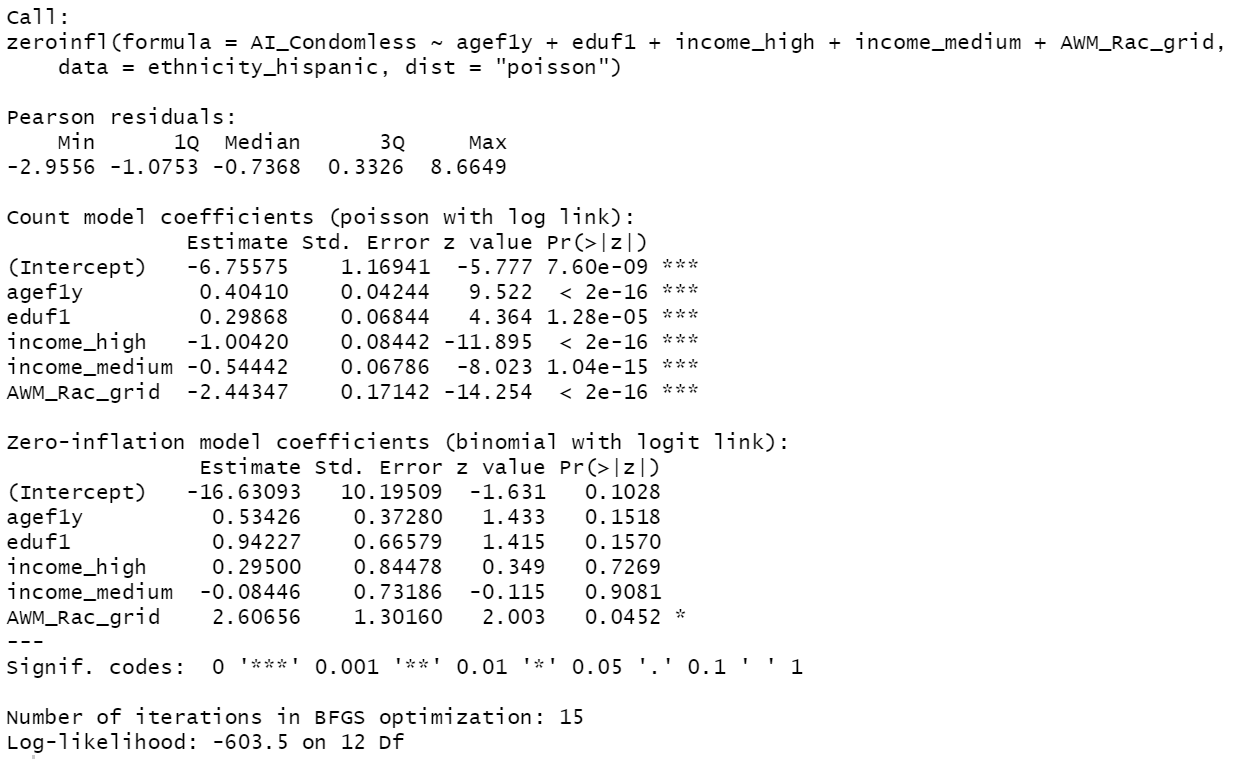 Call:
zeroinfl(formula = AI_Condomless ~ agef1y + eduf1 + income_high + income_medium + AWM_Rac_grid,
    data = ethnicity_hispanic, dist = "poisson")

Pearson residuals:
    Min      1Q  Median      3Q     Max
-2.9556 -1.0753 -0.7368  0.3326  8.6649

Count model coefficients (poisson with log link):
              Estimate Std. Error z value Pr(>|z|)
(Intercept)   -6.75575    1.16941  -5.777 7.60e-09 ***
agef1y         0.40410    0.04244   9.522  < 2e-16 ***
eduf1          0.29868    0.06844   4.364 1.28e-05 ***
income_high   -1.00420    0.08442 -11.895  < 2e-16 ***
income_medium -0.54442    0.06786  -8.023 1.04e-15 ***
AWM_Rac_grid  -2.44347    0.17142 -14.254  < 2e-16 ***

Zero-inflation model coefficients (binomial with logit link):
               Estimate Std. Error z value Pr(>|z|)
(Intercept)   -16.63093   10.19509  -1.631   0.1028
agef1y          0.53426    0.37280   1.433   0.1518
eduf1           0.94227    0.66579   1.415   0.1570
income_high     0.29500    0.84478   0.349   0.7269
income_medium  -0.08446    0.73186  -0.115   0.9081
AWM_Rac_grid    2.60656    1.30160   2.003   0.0452 *
---
Signif. codes:  0 '***' 0.001 '**' 0.01 '*' 0.05 '.' 0.1 ' ' 1

Number of iterations in BFGS optimization: 15
Log-likelihood: -603.5 on 12 Df